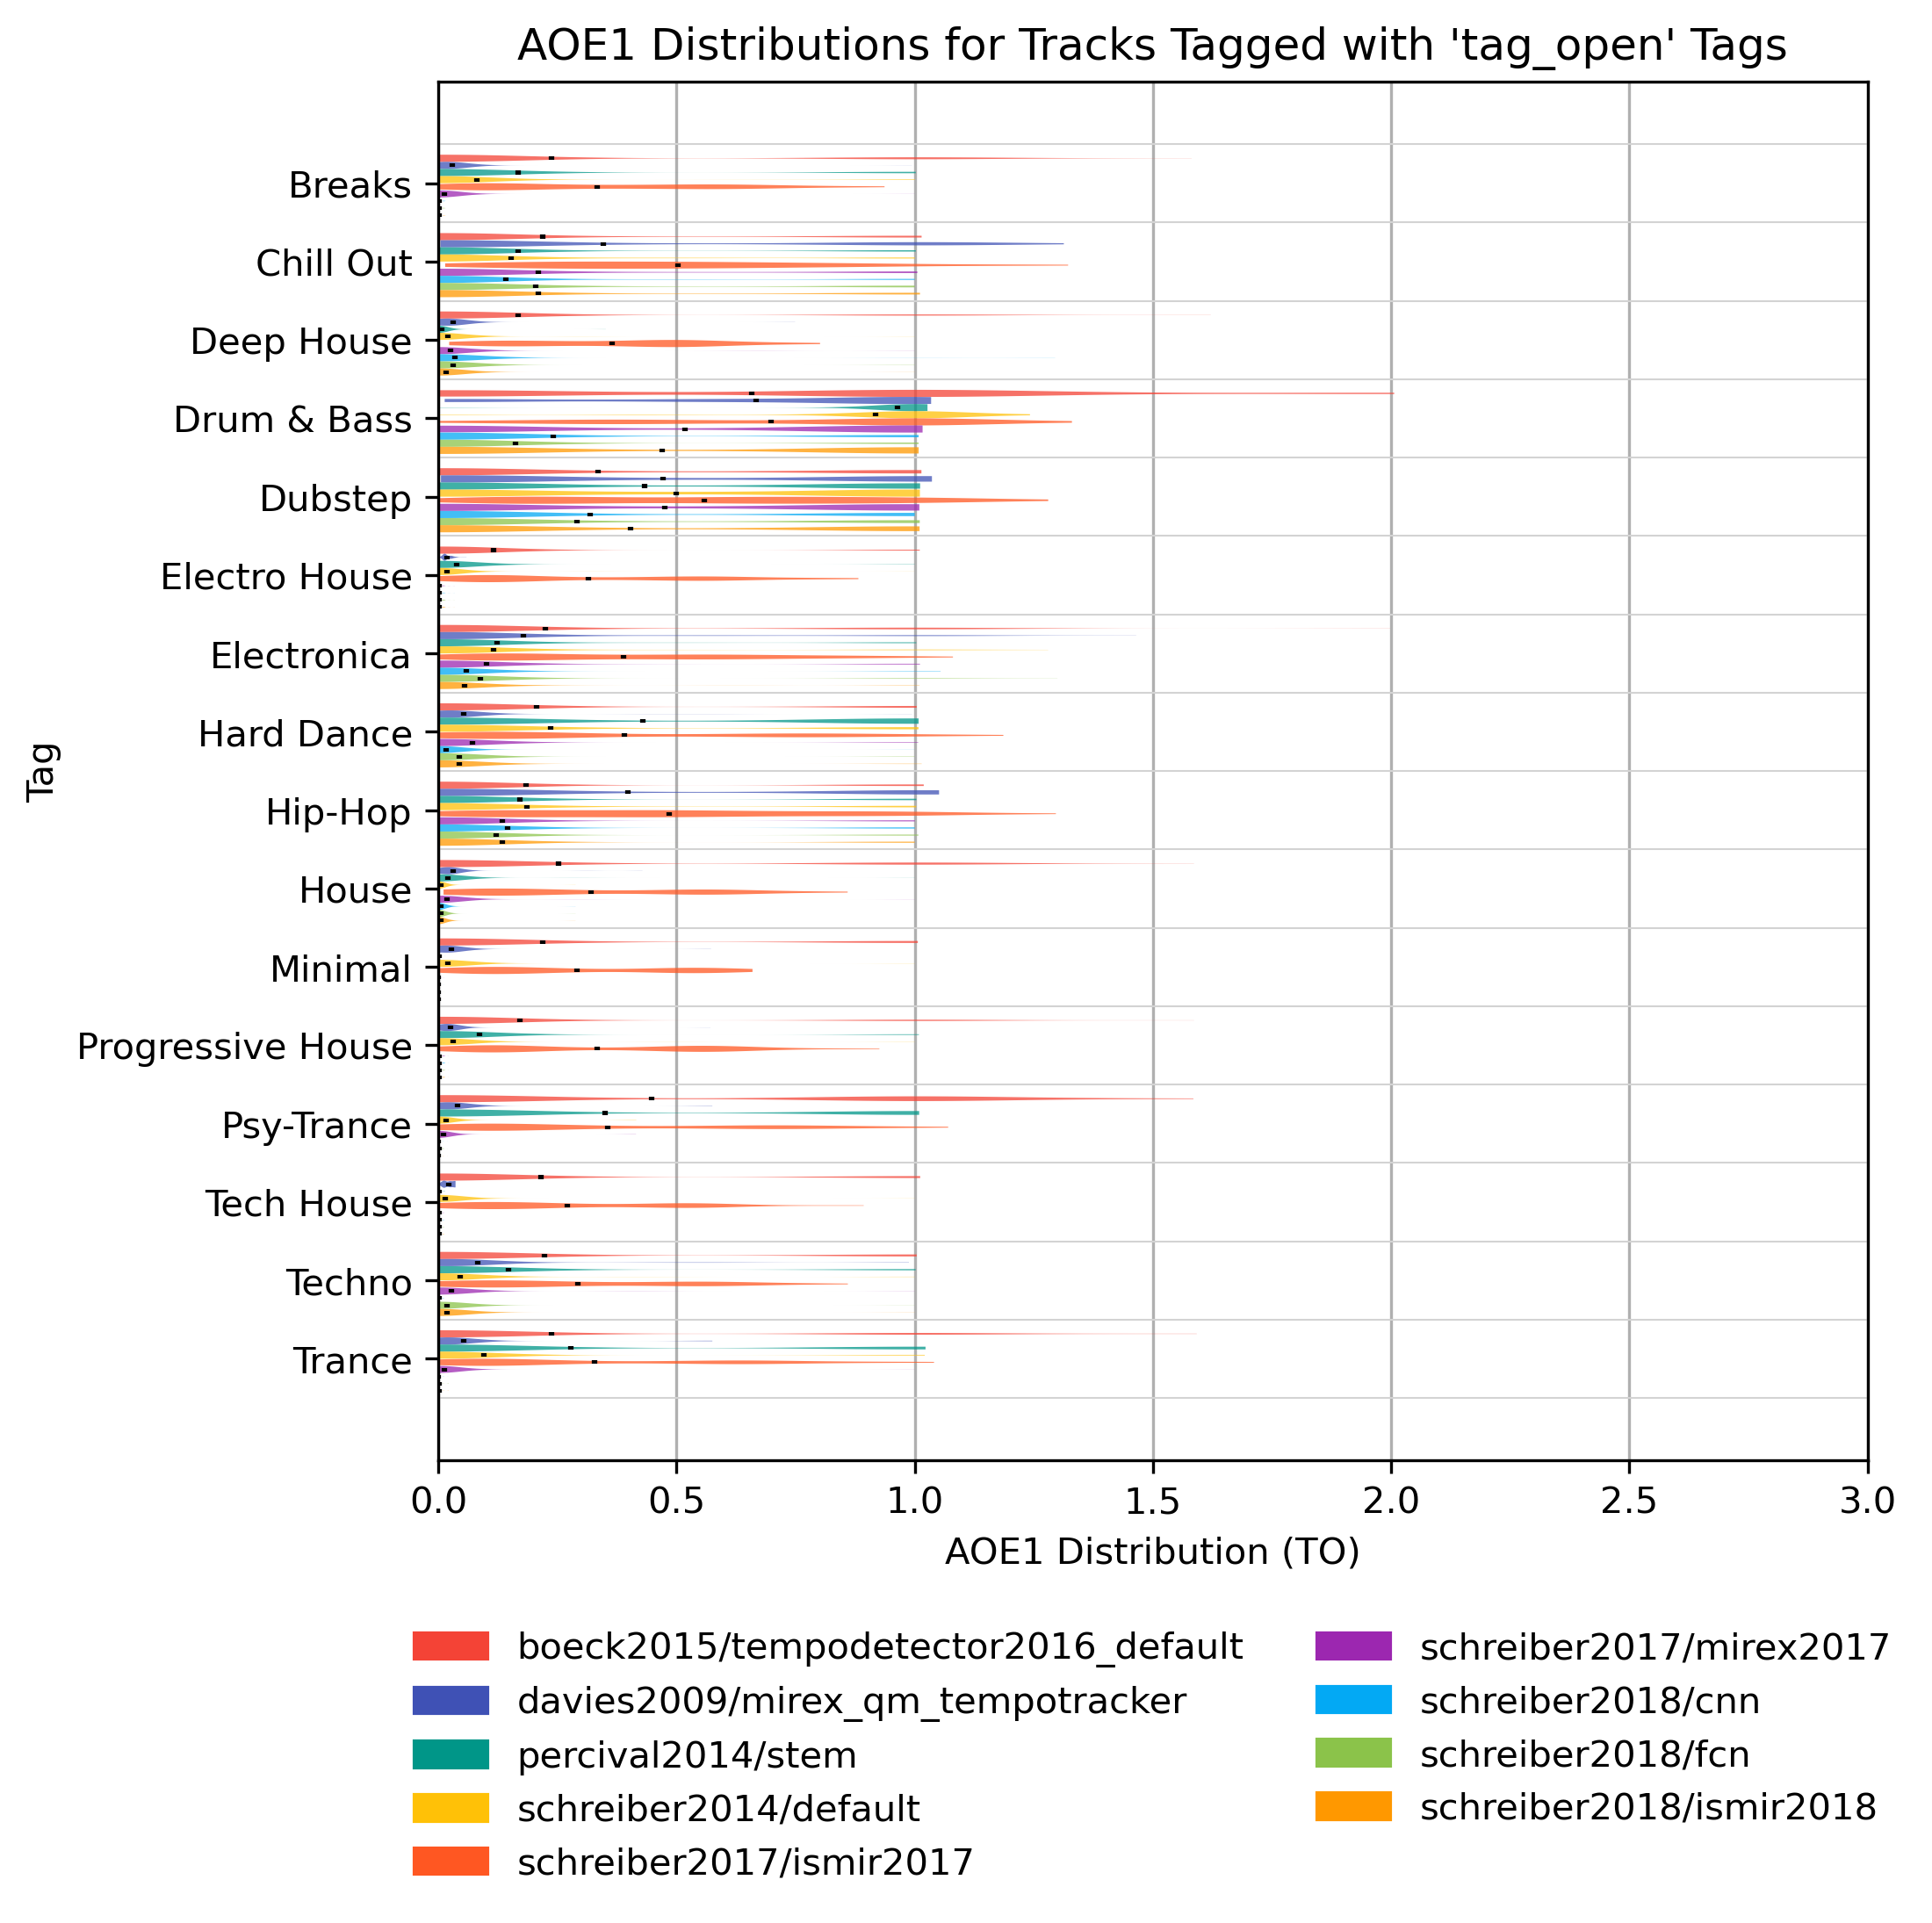 AOE1 Distributions for Tracks Tagged with 'tag_open' Tags
Breaks
Chill Out
Deep House
Drum & Bass
Dubstep
Electro House
Electronica
Hard Dance
Hip-Hop
House
Minimal
Progressive House
Psy-Trance
Tech House
Techno
Trance
Tag
0.0 0.5 1.0 1.5 2.0 2.5 3.0
AOE1 Distribution (TO)
boeck2015/tempodetector2016_default
davies2009/mirex_qm_tempotracker
percival2014/stem
schreiber2014/default
schreiber2017/ismir2017
schreiber2017/mirex2017
schreiber2018/cnn
schreiber2018/fcn
schreiber2018/ismir2018